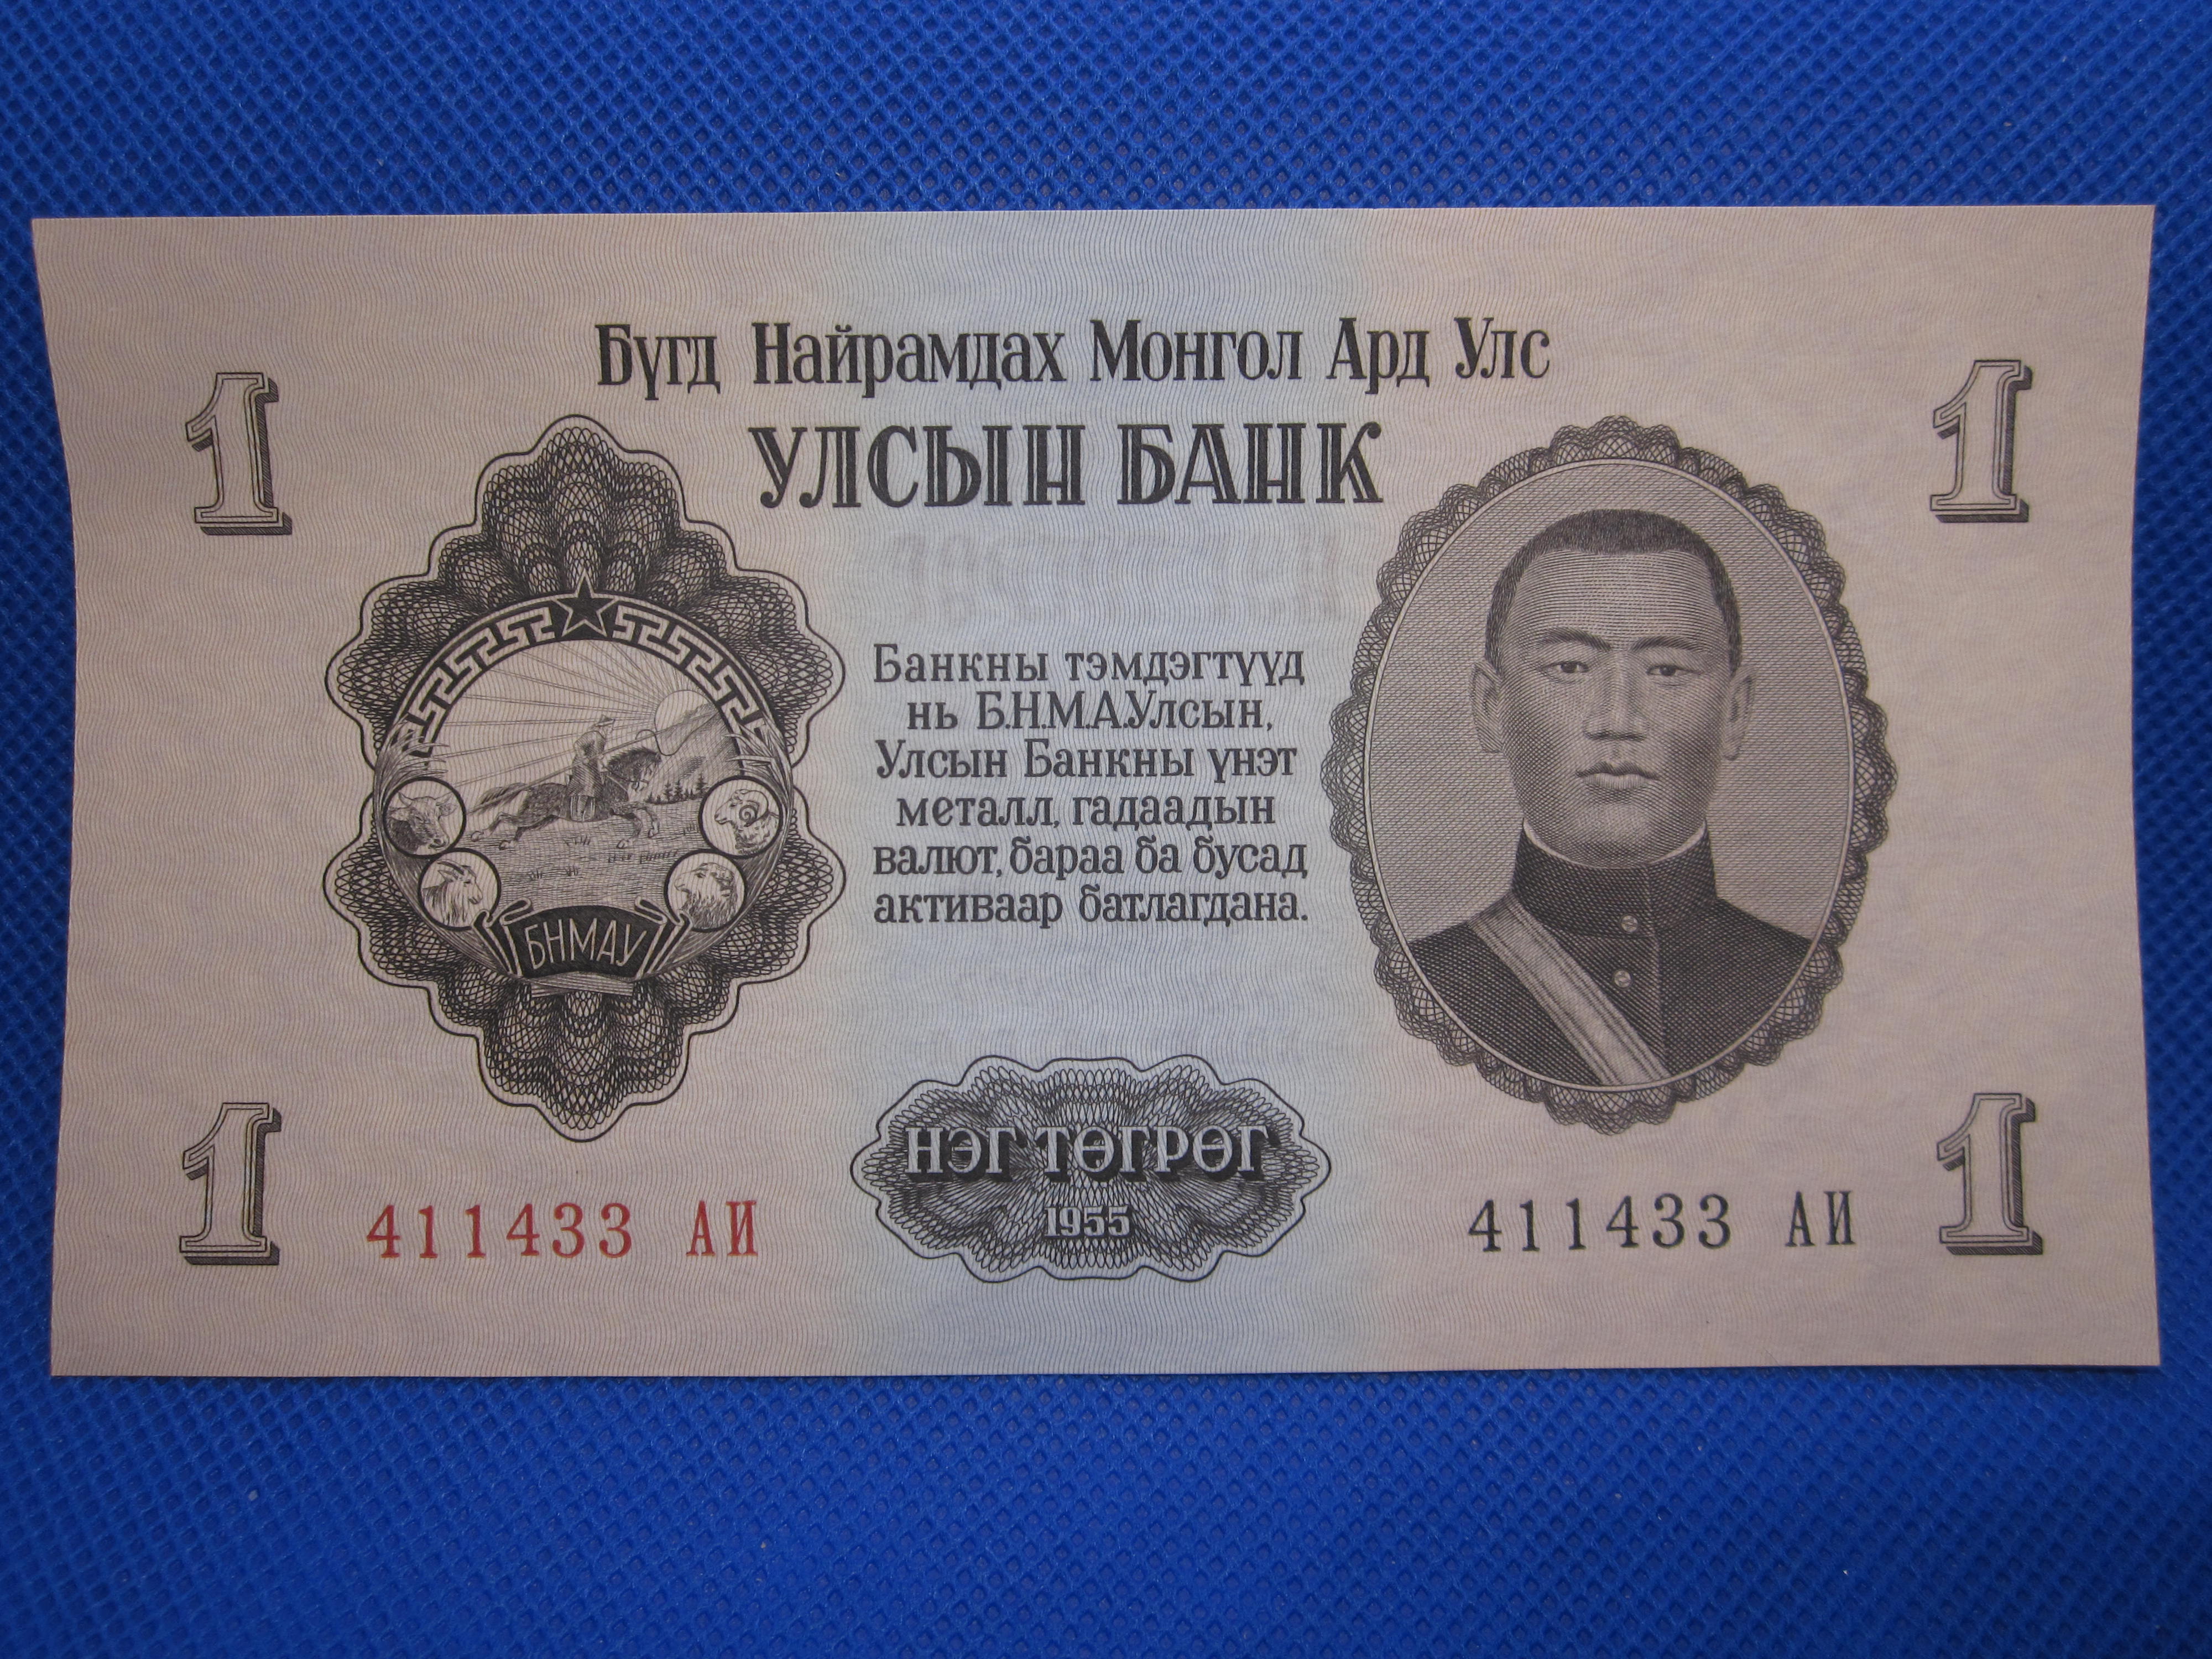 Бүгд Найрамдах Монгол Ард Улс
УЛСЫН БАНК
1
1
Банкны тэмдэгтүүд
нь Б.Н.М.А.Улсын,
Улсын Банкны үнэт
металл, гадаадын
валют, бараа ба бусад
активаар батлагдана.
БНМАУ
НЭГ ТӨГРӨГ
1955
1
411433 АИ
411433 АИ
1